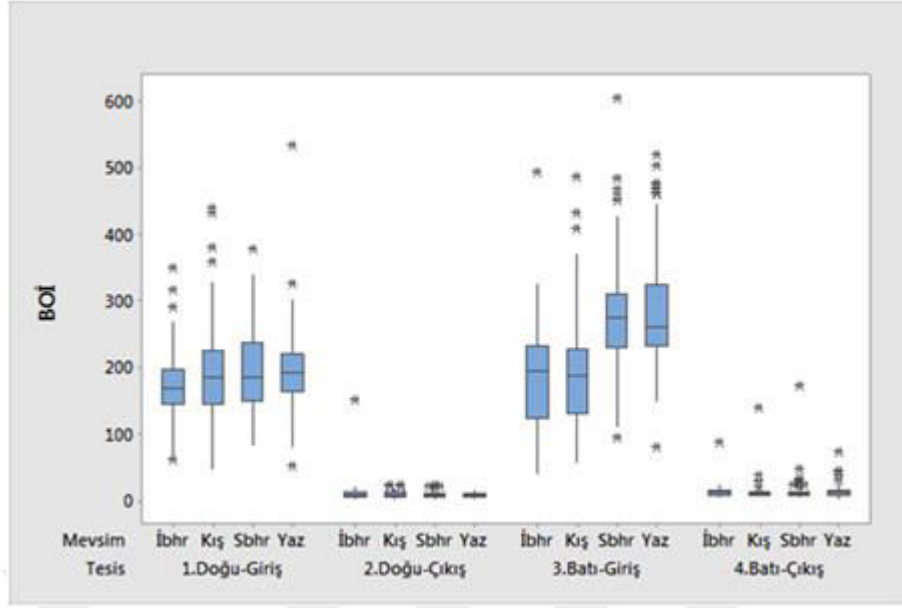 BOİ
600
500
400
300
200
100
0
Mevsim İbhr Kış Sbhr Yaz İbhr Kış Sbhr Yaz İbhr Kış Sbhr Yaz İbhr Kış Sbhr Yaz
Tesis 1.Doğu-Giriş 2.Doğu-Çıkış 3.Batı-Giriş 4.Batı-Çıkış